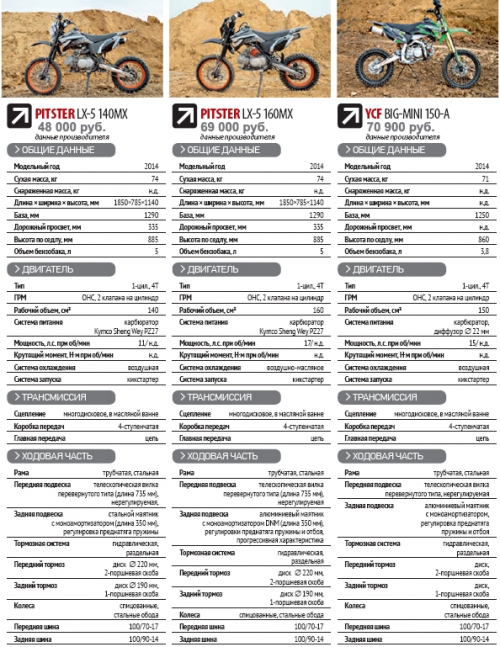 PITSTER LX-5 140MX
48 000 руб.
данные производителя
ОБЩИЕ ДАННЫЕ
Модельный год 2014
Сухая масса, кг 74
Снаряженная масса, кг н.д.
Длина × ширина × высота, мм 1850×785×1140
База, мм 1290
Дорожный просвет, мм 335
Высота по седлу, мм 885
Объем бензобака, л 5
ДВИГАТЕЛЬ
Тип 1-цил., 4Т
ГРМ OHC, 2 клапана на цилиндр
Рабочий объем, см³ 140
Система питания карбюратор
Kymco Sheng Wey PZ27
Мощность, л.с. при об/мин 11/н.д.
Крутящий момент, Н·м при об/мин н.д.
Система охлаждения воздушная
Система запуска кикстартер
ТРАНСМИССИЯ
Сцепление многодисковое, в масляной ванне
Коробка передач 4-ступенчатая
Главная передача цепь
ХОДОВАЯ ЧАСТЬ
Рама трубчатая, стальная
Передняя подвеска телескопическая вилка
перевернутого типа (длина 735 мм),
нерегулируемая
Задняя подвеска стальной маятник
с моноамортизатором (длина 350 мм),
регулировка преднатяга пружины
Тормозная система гидравлическая,
раздельная
Передний тормоз диск ∅ 220 мм,
2-поршневая скоба
Задний тормоз диск ∅ 190 мм,
1-поршневая скоба
Колеса спицованные,
стальные обода
Передняя шина 100/70-17
Задняя шина 100/90-14
PITSTER LX-5 160MX
69 000 руб.
данные производителя
ОБЩИЕ ДАННЫЕ
Модельный год 2014
Сухая масса, кг 74
Снаряженная масса, кг н.д.
Длина × ширина × высота, мм 1850×785×1140
База, мм 1290
Дорожный просвет, мм 335
Высота по седлу, мм 885
Объем бензобака, л 5
ДВИГАТЕЛЬ
Тип 1-цил., 4Т
ГРМ OHC, 2 клапана на цилиндр
Рабочий объем, см³ 160
Система питания карбюратор
Kymco Sheng Wey PZ27
Мощность, л.с. при об/мин 17/н.д.
Крутящий момент, Н·м при об/мин н.д.
Система охлаждения воздушно-масляное
Система запуска кикстартер
ТРАНСМИССИЯ
Сцепление многодисковое, в масляной ванне
Коробка передач 4-ступенчатая
Главная передача цепь
ХОДОВАЯ ЧАСТЬ
Рама трубчатая, стальная
Передняя подвеска телескопическая вилка
перевернутого типа (длина 735 мм),
нерегулируемая
Задняя подвеска алюминиевый маятник
с моноамортизатором DNM (длина 350 мм),
регулировки преднатяга пружины и отбоя,
прогрессивная характеристика
Тормозная система гидравлическая,
раздельная
Передний тормоз диск ∅ 220 мм,
2-поршневая скоба
Задний тормоз диск ∅ 190 мм,
1-поршневая скоба
Колеса спицованные, стальные обода
Передняя шина 100/70-17
Задняя шина 100/90-14
YCF BIG-MINI 150-A
70 900 руб.
данные производителя
ОБЩИЕ ДАННЫЕ
Модельный год 2014
Сухая масса, кг 71
Снаряженная масса, кг н.д.
Длина × ширина × высота, мм н.д.
База, мм 1250
Дорожный просвет, мм н.д.
Высота по седлу, мм 860
Объем бензобака, л 3,8
ДВИГАТЕЛЬ
Тип 1-цил., 4Т
ГРМ OHC, 2 клапана на цилиндр
Рабочий объем, см³ 150
Система питания карбюратор,
диффузор ∅ 22 мм
Мощность, л.с. при об/мин 15/н.д.
Крутящий момент, Н·м при об/мин н.д.
Система охлаждения воздушная
Система запуска кикстартер
ТРАНСМИССИЯ
Сцепление многодисковое, в масляной ванне
Коробка передач 4-ступенчатая
Главная передача цепь
ХОДОВАЯ ЧАСТЬ
Рама трубчатая, стальная
Передняя подвеска телескопическая вилка
перевернутого типа, нерегулируемая
Задняя подвеска алюминиевый маятник
с моноамортизатором,
регулировка преднатяга
пружины и отбоя
Тормозная система гидравлическая,
раздельная
Передний тормоз диск,
2-поршневая скоба
Задний тормоз диск,
1-поршневая скоба
Колеса спицованные,
стальные обода
Передняя шина 100/70-17
Задняя шина 100/90-14